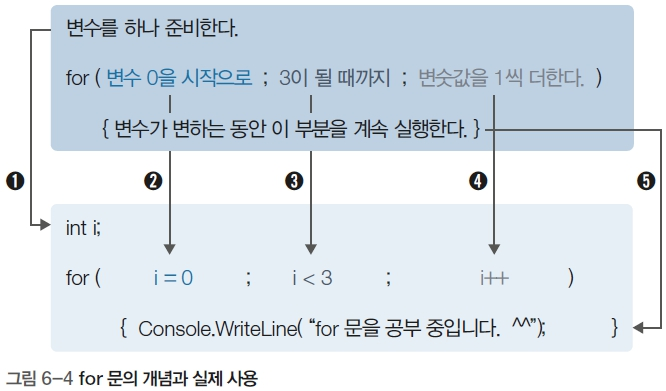 변수를 하나 준비한다.
for ( 변수 0을 시작으로 ; 3이 될 때까지 ; 변숫값을 1씩 더한다. )
{ 변수가 변하는 동안 이 부분을 계속 실행한다. }
❶ ❷ ❸ ❹ ❺
int i;
for ( i = 0 ; i < 3 ; i++ )
{ Console.WriteLine( “for 문을 공부 중입니다. ^^”); }
그림 6-4 for 문의 개념과 실제 사용